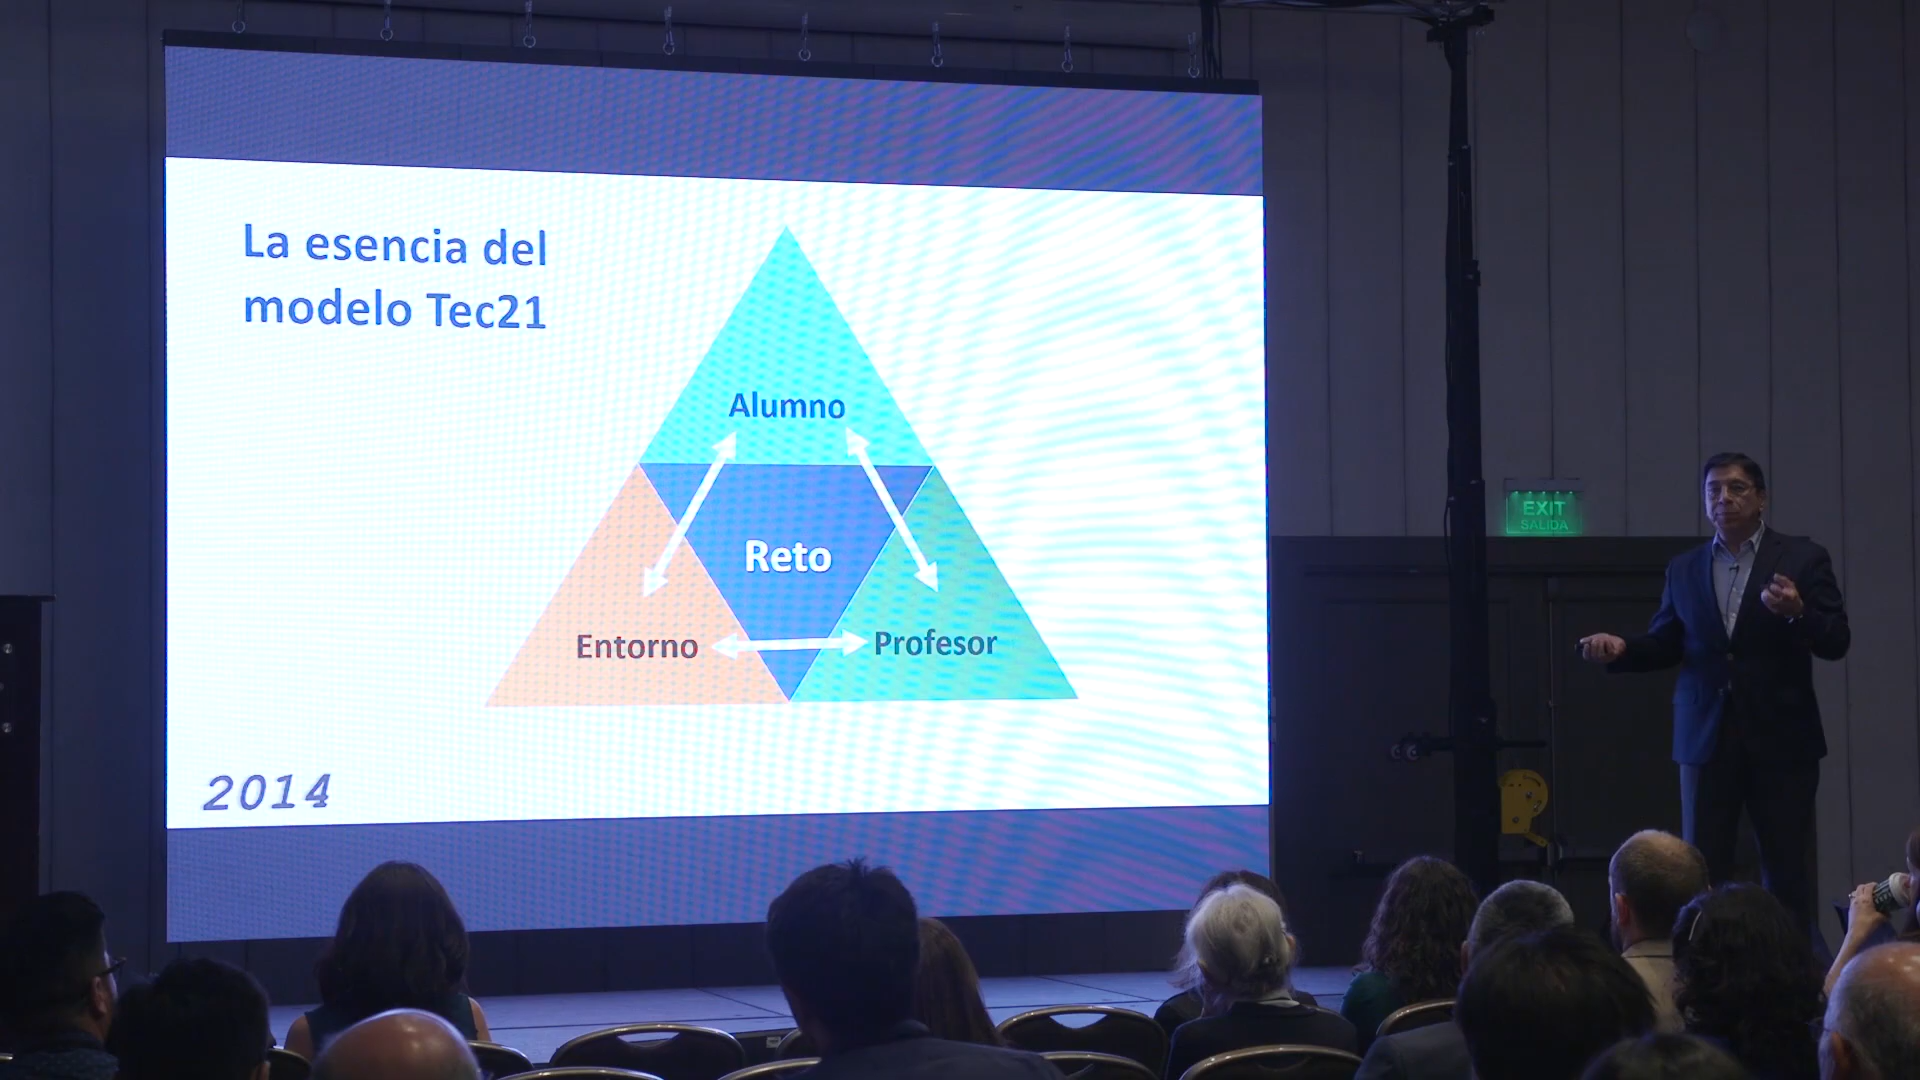 La esencia del
modelo Tec21
Alumno
Reto
Entorno
Profesor
2014
EXIT
SALIDA